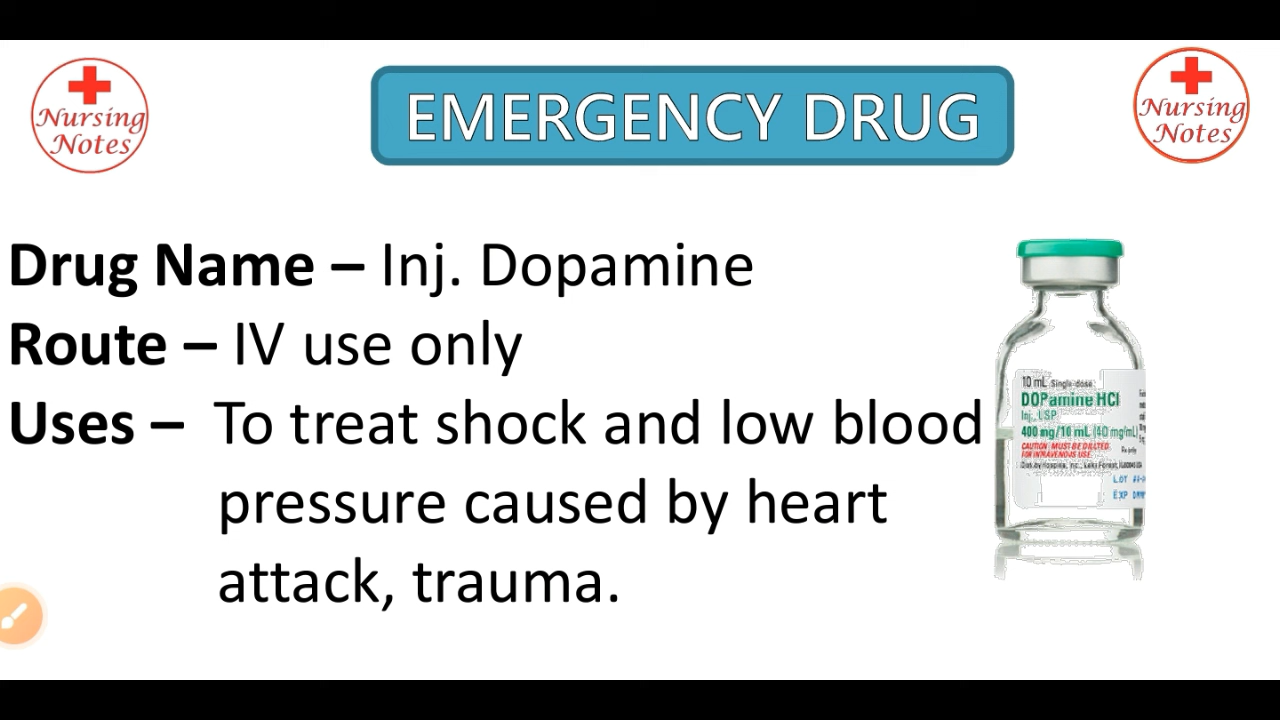 Nursing
Notes
EMERGENCY DRUG
Nursing
Notes
Drug Name – Inj. Dopamine
Route – IV use only
Uses – To treat shock and low blood
pressure caused by heart
attack, trauma.
10 mL Single-dose
DOPamine HCl
Inj., USP
400 mg/10 mL (40 mg/mL)
CAUTION: MUST BE DILUTED
FOR INTRAVENOUS USE.
Rx only
LOT
EXP